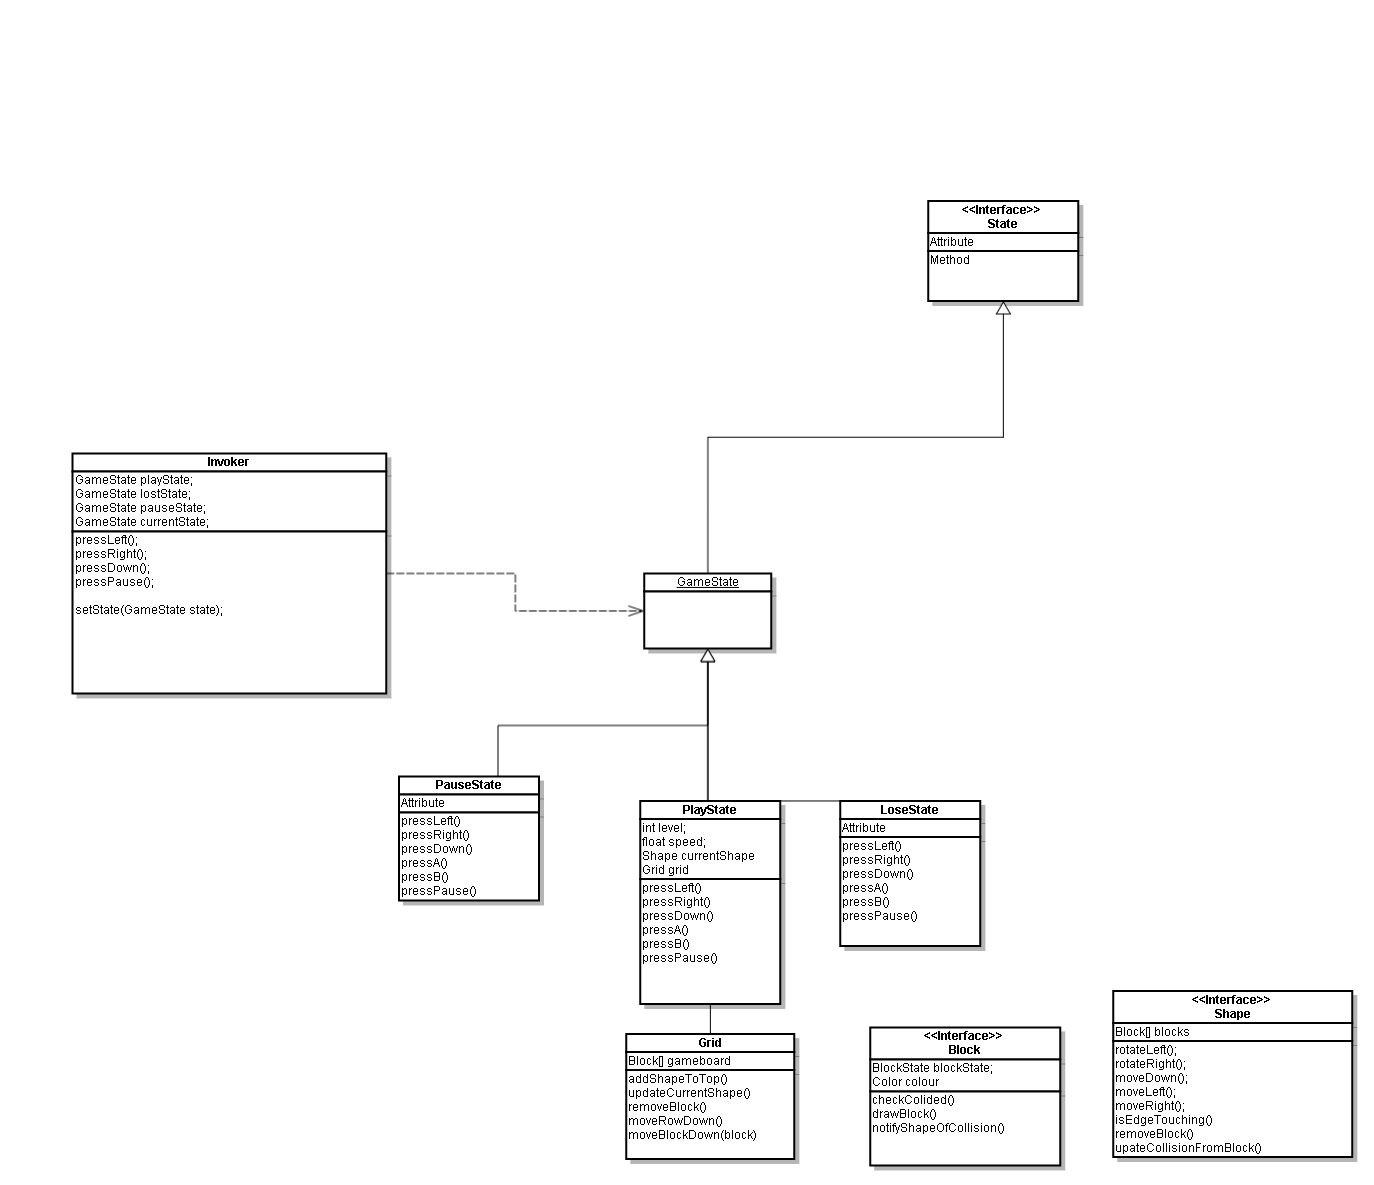 <<Interface>>
State
Attribute
Method
Invoker
GameState playState;
GameState lostState;
GameState pauseState;
GameState currentState;
pressLeft();
pressRight();
pressDown();
pressPause();
setState(GameState state);
GameState
PauseState
Attribute
pressLeft()
pressRight()
pressDown()
pressA()
pressB()
pressPause()
PlayState
int level;
float speed;
Shape currentShape
Grid grid
pressLeft()
pressRight()
pressDown()
pressA()
pressB()
pressPause()
LoseState
Attribute
pressLeft()
pressRight()
pressDown()
pressA()
pressB()
pressPause()
Grid
Block[] gameboard
addShapeToTop()
updateCurrentShape()
removeBlock()
moveRowDown()
moveBlockDown(block)
<<Interface>>
Block
BlockState blockState;
Color colour
checkColided()
drawBlock()
notifyShapeOfCollision()
<<Interface>>
Shape
Block[] blocks
rotateLeft();
rotateRight();
moveDown();
moveLeft();
moveRight();
isEdgeTouching()
removeBlock()
upateCollisionFromBlock()